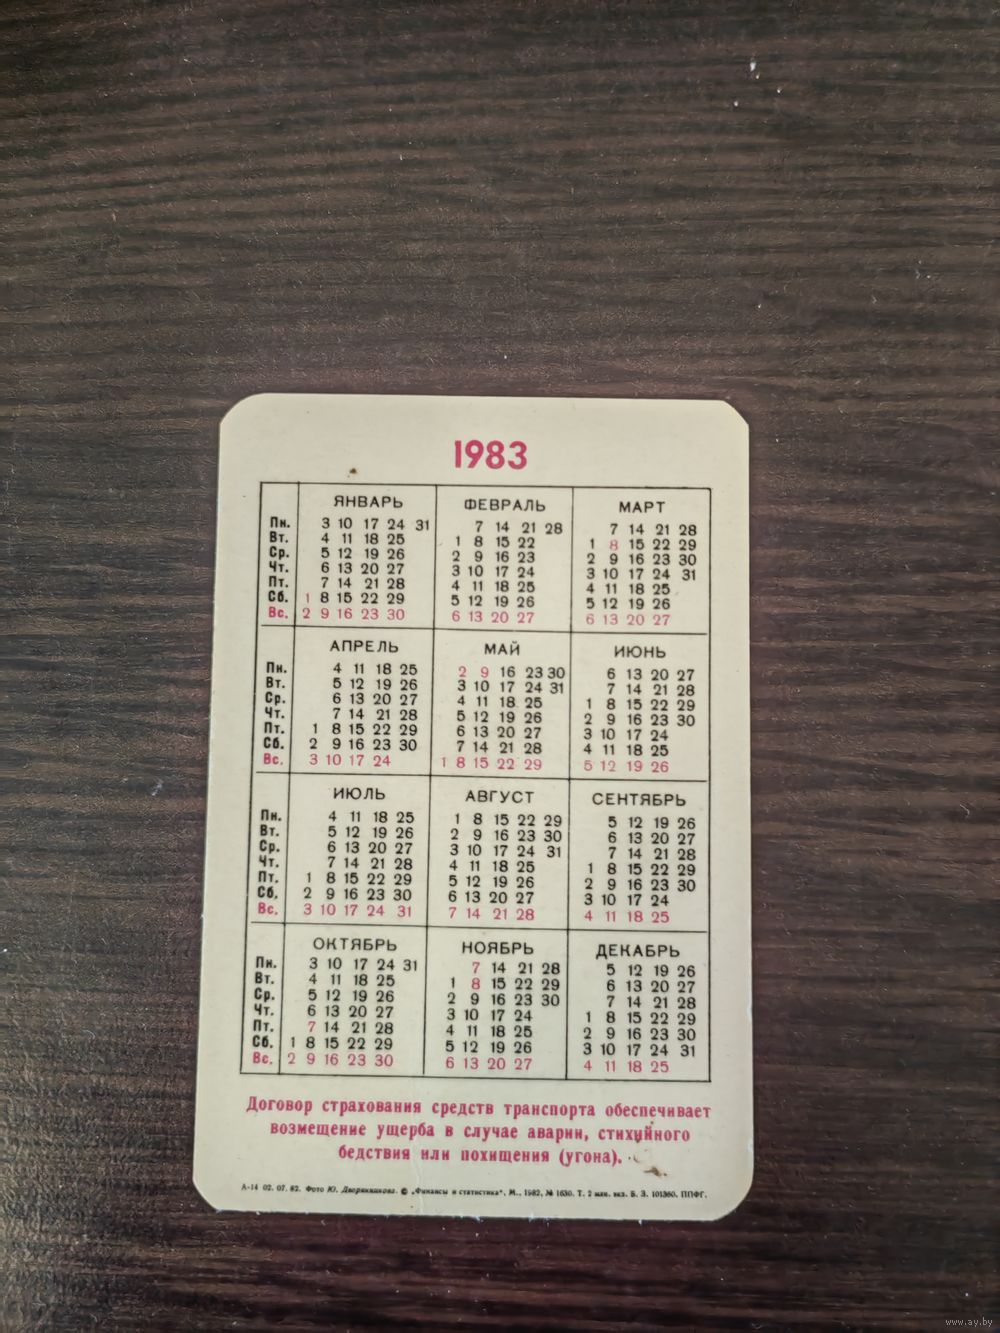 1983
ЯНВАРЬ ФЕВРАЛЬ МАРТ
Пн. 3 10 17 24 31 7 14 21 28 7 14 21 28
Вт. 4 11 18 25 1 8 15 22 1 8 15 22 29
Ср. 5 12 19 26 2 9 16 23 2 9 16 23 30
Чт. 6 13 20 27 3 10 17 24 3 10 17 24 31
Пт. 7 14 21 28 4 11 18 25 4 11 18 25
Сб. 1 8 15 22 29 5 12 19 26 5 12 19 26
Вс. 2 9 16 23 30 6 13 20 27 6 13 20 27
АПРЕЛЬ МАЙ ИЮНЬ
Пн. 4 11 18 25 2 9 16 23 30 6 13 20 27
Вт. 5 12 19 26 3 10 17 24 31 7 14 21 28
Ср. 6 13 20 27 4 11 18 25 1 8 15 22 29
Чт. 7 14 21 28 5 12 19 26 2 9 16 23 30
Пт. 1 8 15 22 29 6 13 20 27 3 10 17 24
Сб. 2 9 16 23 30 7 14 21 28 4 11 18 25
Вс. 3 10 17 24 1 8 15 22 29 5 12 19 26
ИЮЛЬ АВГУСТ СЕНТЯБРЬ
Пн. 4 11 18 25 1 8 15 22 29 5 12 19 26
Вт. 5 12 19 26 2 9 16 23 30 6 13 20 27
Ср. 6 13 20 27 3 10 17 24 31 7 14 21 28
Чт. 7 14 21 28 4 11 18 25 1 8 15 22 29
Пт. 1 8 15 22 29 5 12 19 26 2 9 16 23 30
Сб. 2 9 16 23 30 6 13 20 27 3 10 17 24
Вс. 3 10 17 24 31 7 14 21 28 4 11 18 25
ОКТЯБРЬ НОЯБРЬ ДЕКАБРЬ
Пн. 3 10 17 24 31 7 14 21 28 5 12 19 26
Вт. 4 11 18 25 1 8 15 22 29 6 13 20 27
Ср. 5 12 19 26 2 9 16 23 30 7 14 21 28
Чт. 6 13 20 27 3 10 17 24 1 8 15 22 29
Пт. 7 14 21 28 4 11 18 25 2 9 16 23 30
Сб. 1 8 15 22 29 5 12 19 26 3 10 17 24 31
Вс. 2 9 16 23 30 6 13 20 27 4 11 18 25
Договор страхования средств транспорта обеспечивает
возмещение ущерба в случае аварии, стихийного
бедствия или похищения (угона).
А-14 02. 07. 82. Фото Ю. Дворянчикова. © „Финансы и статистика", М., 1982, № 1630. Т. 2 млн. экз. Б. З. 101360. ППФГ.
www.ay.by